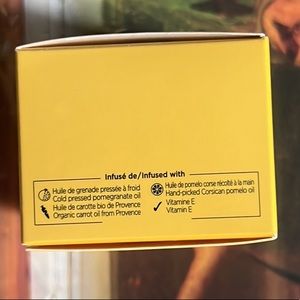 Infusé de/Infused with
Huile de grenade pressée à froid
Cold pressed pomegranate oil
Huile de carotte bio de Provence
Organic carrot oil from Provence
Huile de pomelo corse récolté à la main
Hand-picked Corsican pomelo oil
Vitamine E
Vitamin E